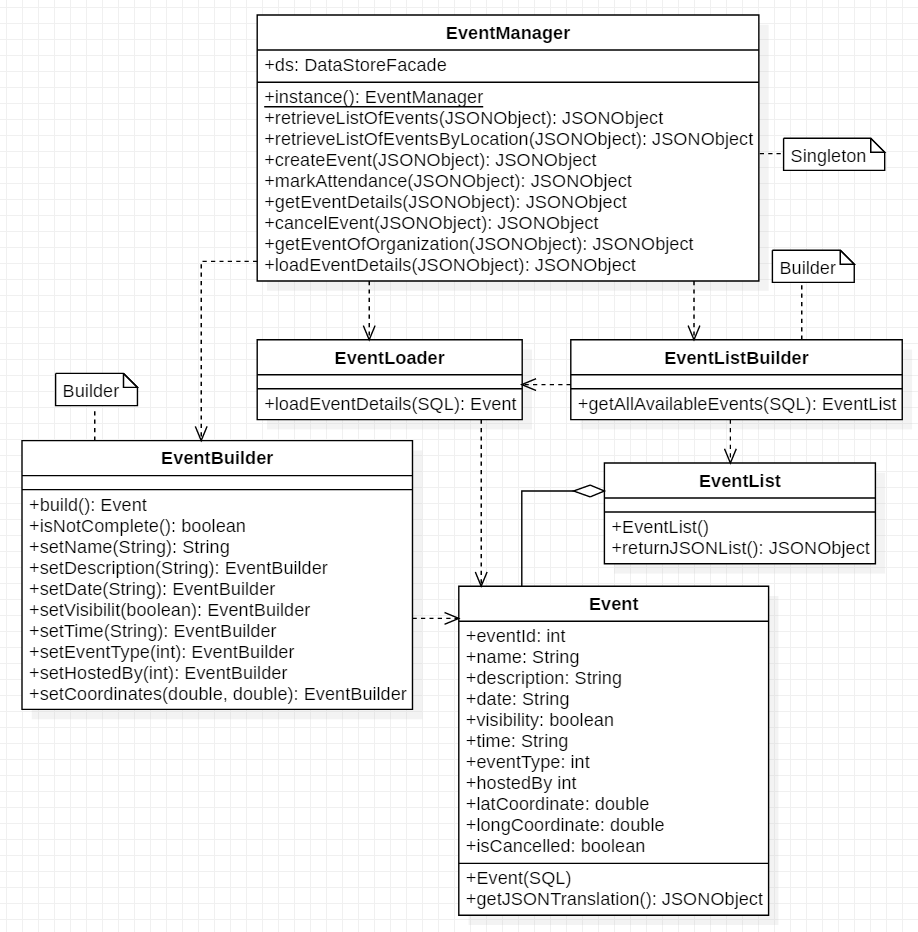 EventManager
+ds: DataStoreFacade
+instance(): EventManager
+retrieveListOfEvents(JSONObject): JSONObject
+retrieveListOfEventsByLocation(JSONObject): JSONObject
+createEvent(JSONObject): JSONObject
+markAttendance(JSONObject): JSONObject
+getEventDetails(JSONObject): JSONObject
+cancelEvent(JSONObject): JSONObject
+getEventOfOrganization(JSONObject): JSONObject
+loadEventDetails(JSONObject): JSONObject
Singleton
Builder
EventLoader
+loadEventDetails(SQL): Event
EventListBuilder
+getAllAvailableEvents(SQL): EventList
Builder
EventBuilder
+build(): Event
+isNotComplete(): boolean
+setName(String): String
+setDescription(String): EventBuilder
+setDate(String): EventBuilder
+setVisibilit(boolean): EventBuilder
+setTime(String): EventBuilder
+setEventType(int): EventBuilder
+setHostedBy(int): EventBuilder
+setCoordinates(double, double): EventBuilder
EventList
+EventList()
+returnJSONList(): JSONObject
Event
+eventId: int
+name: String
+description: String
+date: String
+visibility: boolean
+time: String
+eventType: int
+hostedBy int
+latCoordinate: double
+longCoordinate: double
+isCancelled: boolean
+Event(SQL)
+getJSONTranslation(): JSONObject